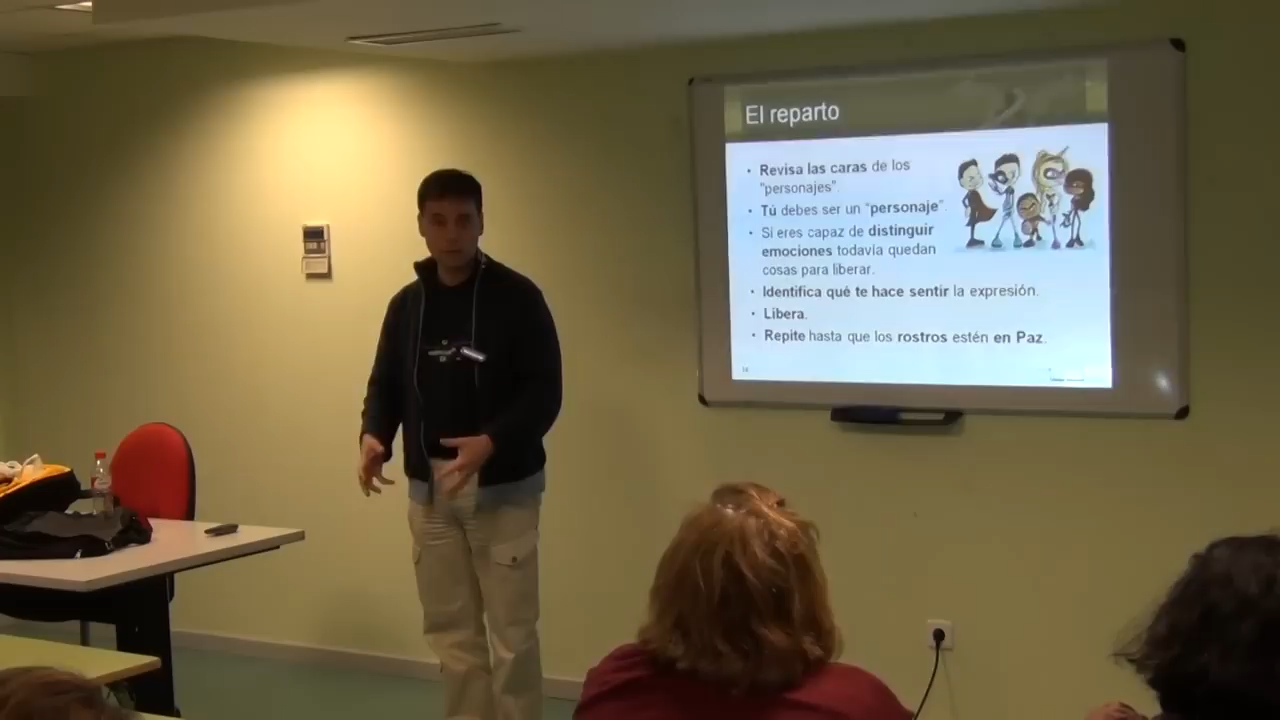 El reparto
• Revisa las caras de los
"personajes".
• Tú debes ser un "personaje".
• Si eres capaz de distinguir
emociones todavía quedan
cosas para liberar.
• Identifica qué te hace sentir la expresión.
• Libera.
• Repite hasta que los rostros estén en Paz.